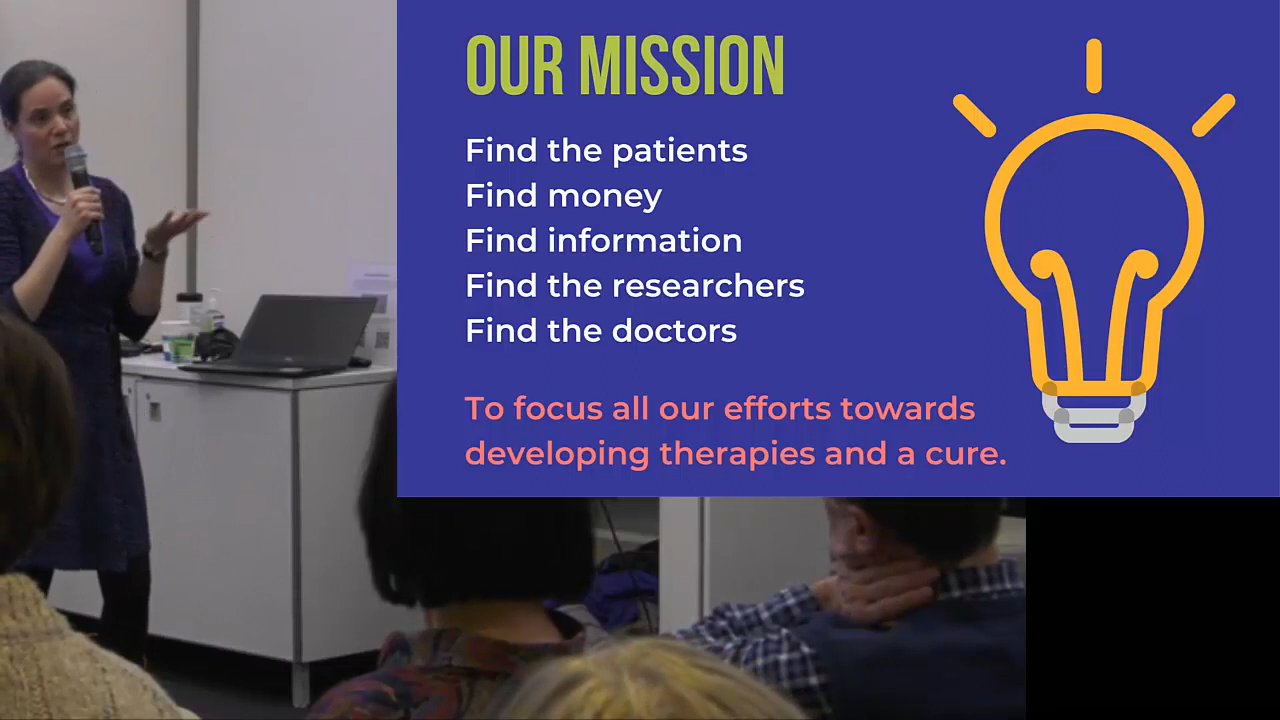 OUR MISSION
Find the patients
Find money
Find information
Find the researchers
Find the doctors
To focus all our efforts towards
developing therapies and a cure.